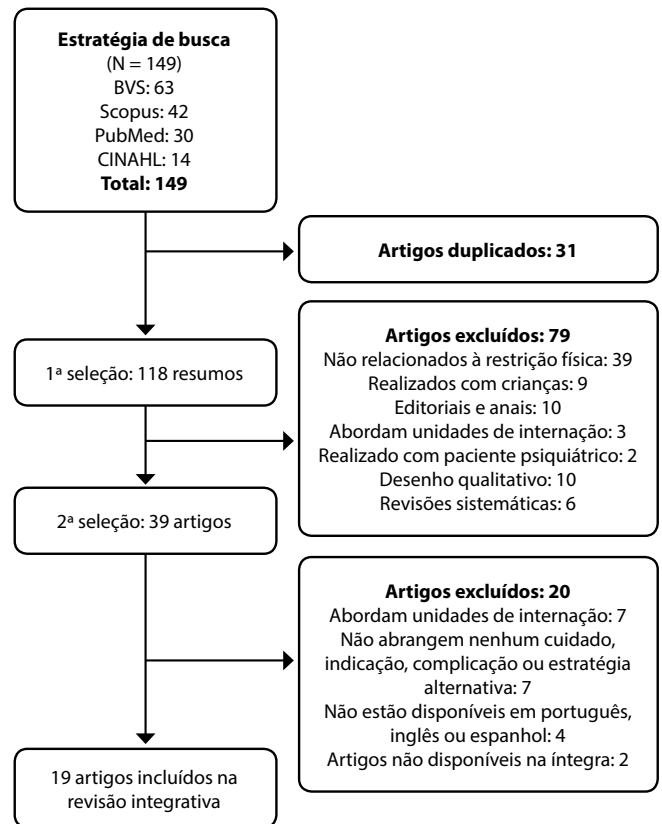 Estratégia de busca
(N = 149)
BVS: 63
Scopus: 42
PubMed: 30
CINAHL: 14
Total: 149
Artigos duplicados: 31
1ª seleção: 118 resumos
Artigos excluídos: 79
Não relacionados à restrição física: 39
Realizados com crianças: 9
Editoriais e anais: 10
Abordam unidades de internação: 3
Realizado com paciente psiquiátrico: 2
Desenho qualitativo: 10
Revisões sistemáticas: 6
2ª seleção: 39 artigos
Artigos excluídos: 20
Abordam unidades de internação: 7
Não abrangem nenhum cuidado,
indicação, complicação ou estratégia
alternativa: 7
Não estão disponíveis em português,
inglês ou espanhol: 4
Artigos não disponíveis na íntegra: 2
19 artigos incluídos na
revisão integrativa